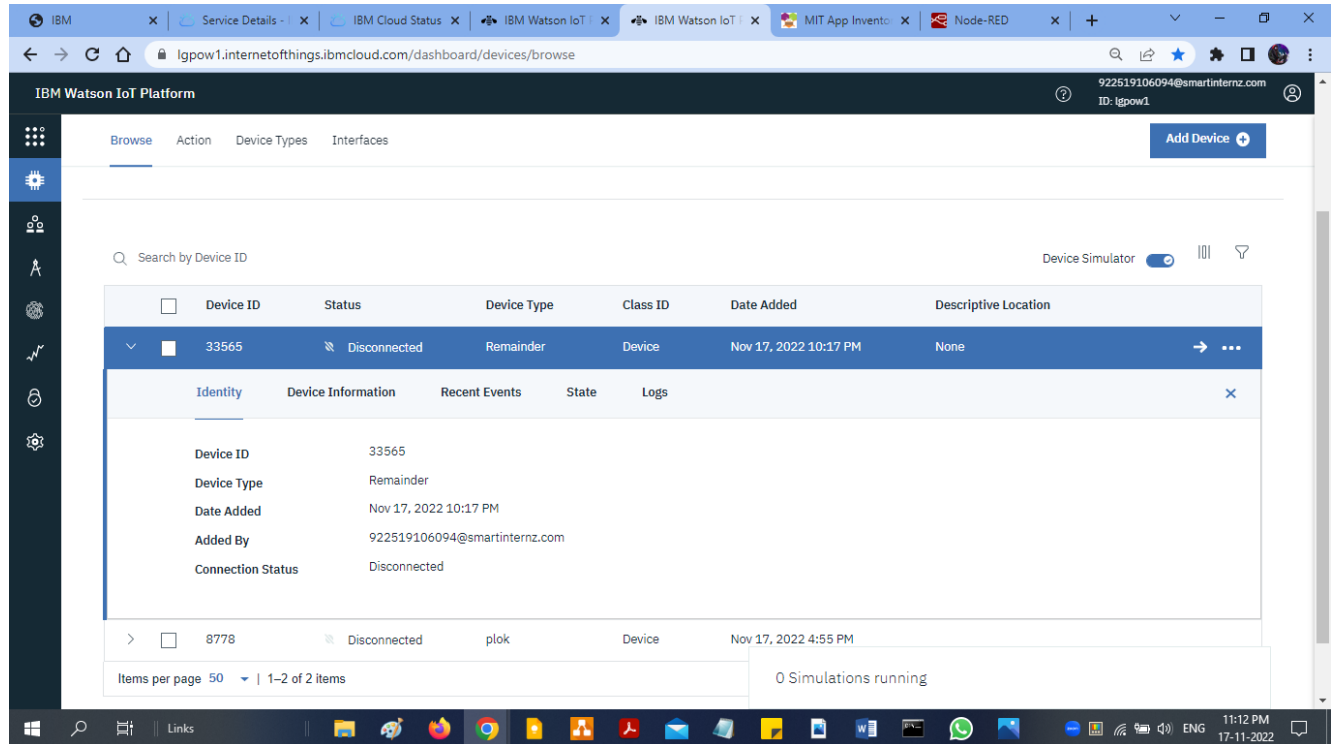 IBM
Service Details - I
IBM Cloud Status
IBM Watson IoT P
IBM Watson IoT P
MIT App Invento
Node-RED
lgpow1.internetofthings.ibmcloud.com/dashboard/devices/browse
IBM Watson IoT Platform
922519106094@smartinternz.com
ID: lgpow1
Browse Action Device Types Interfaces
Add Device
Search by Device ID
Device Simulator
Device ID Status Device Type Class ID Date Added Descriptive Location
33565 Disconnected Remainder Device Nov 17, 2022 10:17 PM None
Identity Device Information Recent Events State Logs
Device ID 33565
Device Type Remainder
Date Added Nov 17, 2022 10:17 PM
Added By 922519106094@smartinternz.com
Connection Status Disconnected
8778 Disconnected plok Device Nov 17, 2022 4:55 PM
Items per page 50 | 1–2 of 2 items
0 Simulations running
Links
ENG
11:12 PM
17-11-2022